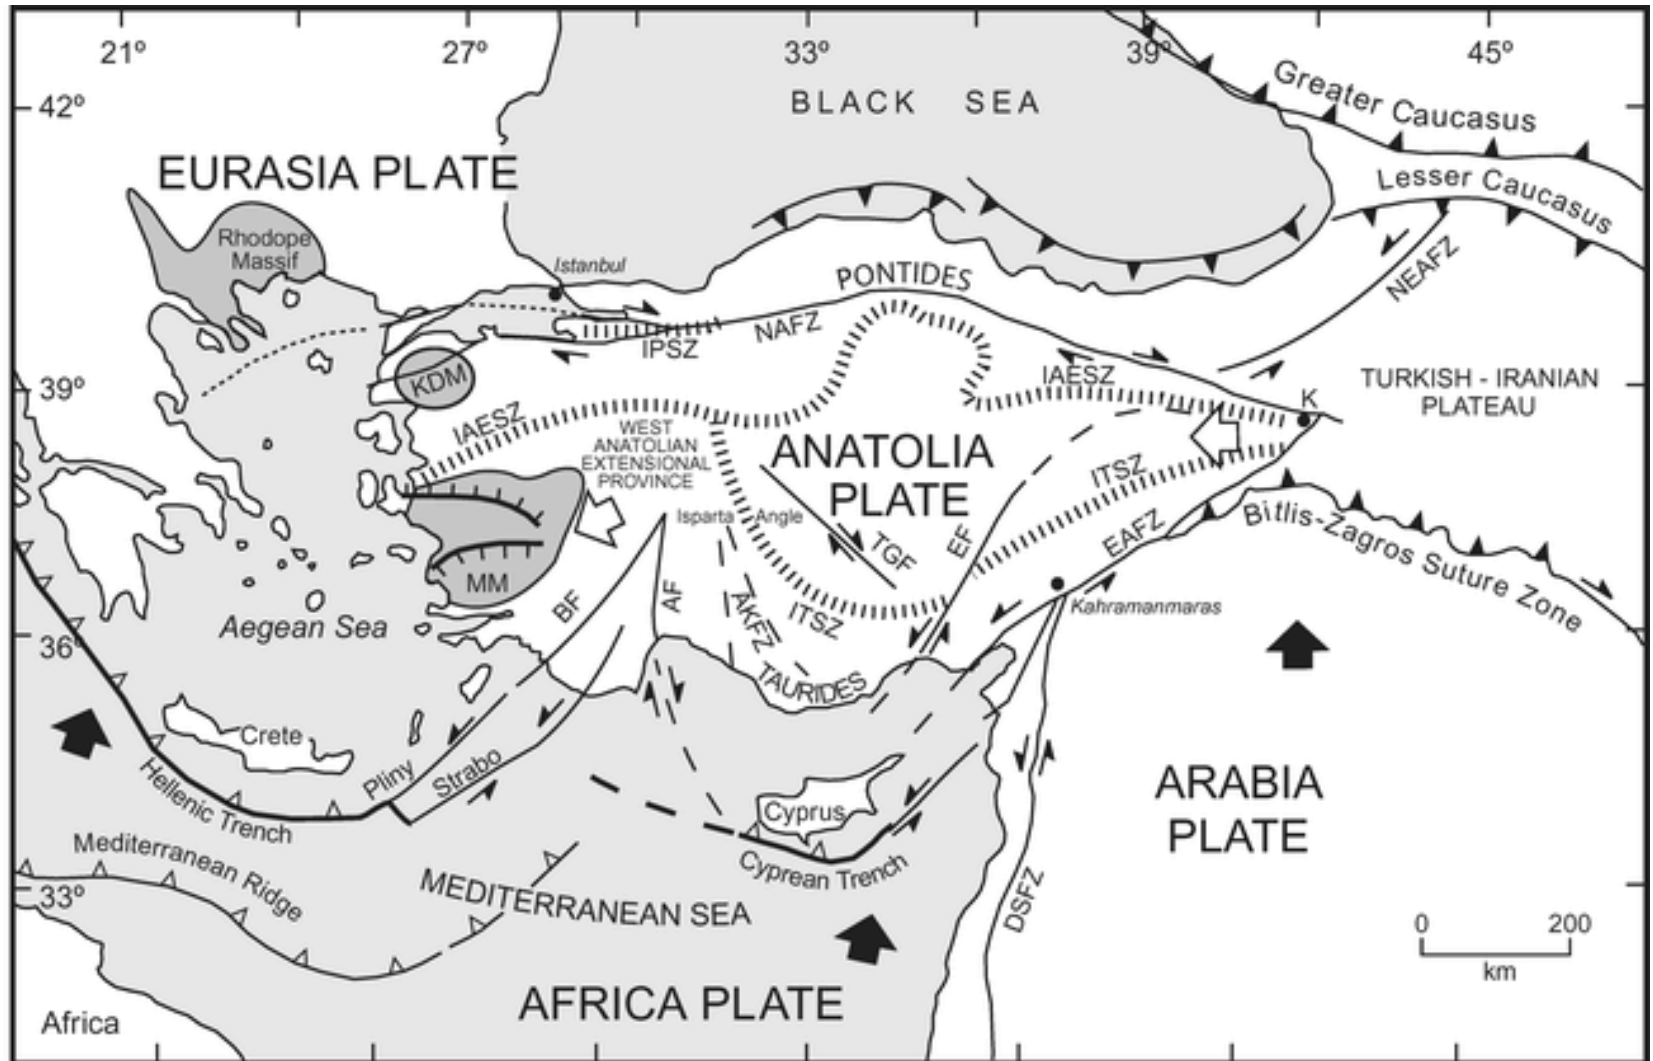 21º
27º
33º
39º
45º
42º
BLACK SEA
Greater Caucasus
EURASIA PLATE
Lesser Caucasus
Rhodope
Massif
Istanbul
PONTIDES
NEAFZ
NAFZ
IPSZ
39º
KDM
IAESZ
K
TURKISH - IRANIAN
PLATEAU
IAESZ
WEST
ANATOLIAN
EXTENSIONAL
PROVINCE
ANATOLIA
PLATE
ITSZ
Isparta Angle
Bitlis-Zagros Suture Zone
TGF
EF
EAFZ
MM
BF
AF
AKFZ
ITSZ
Kahramanmaras
Aegean Sea
36º
TAURIDES
Crete
Hellenic Trench
Pliny
Strabo
Cyprus
ARABIA
PLATE
Mediterranean Ridge
Cyprean Trench
33º
MEDITERRANEAN SEA
DSFZ
0 200
km
AFRICA PLATE
Africa